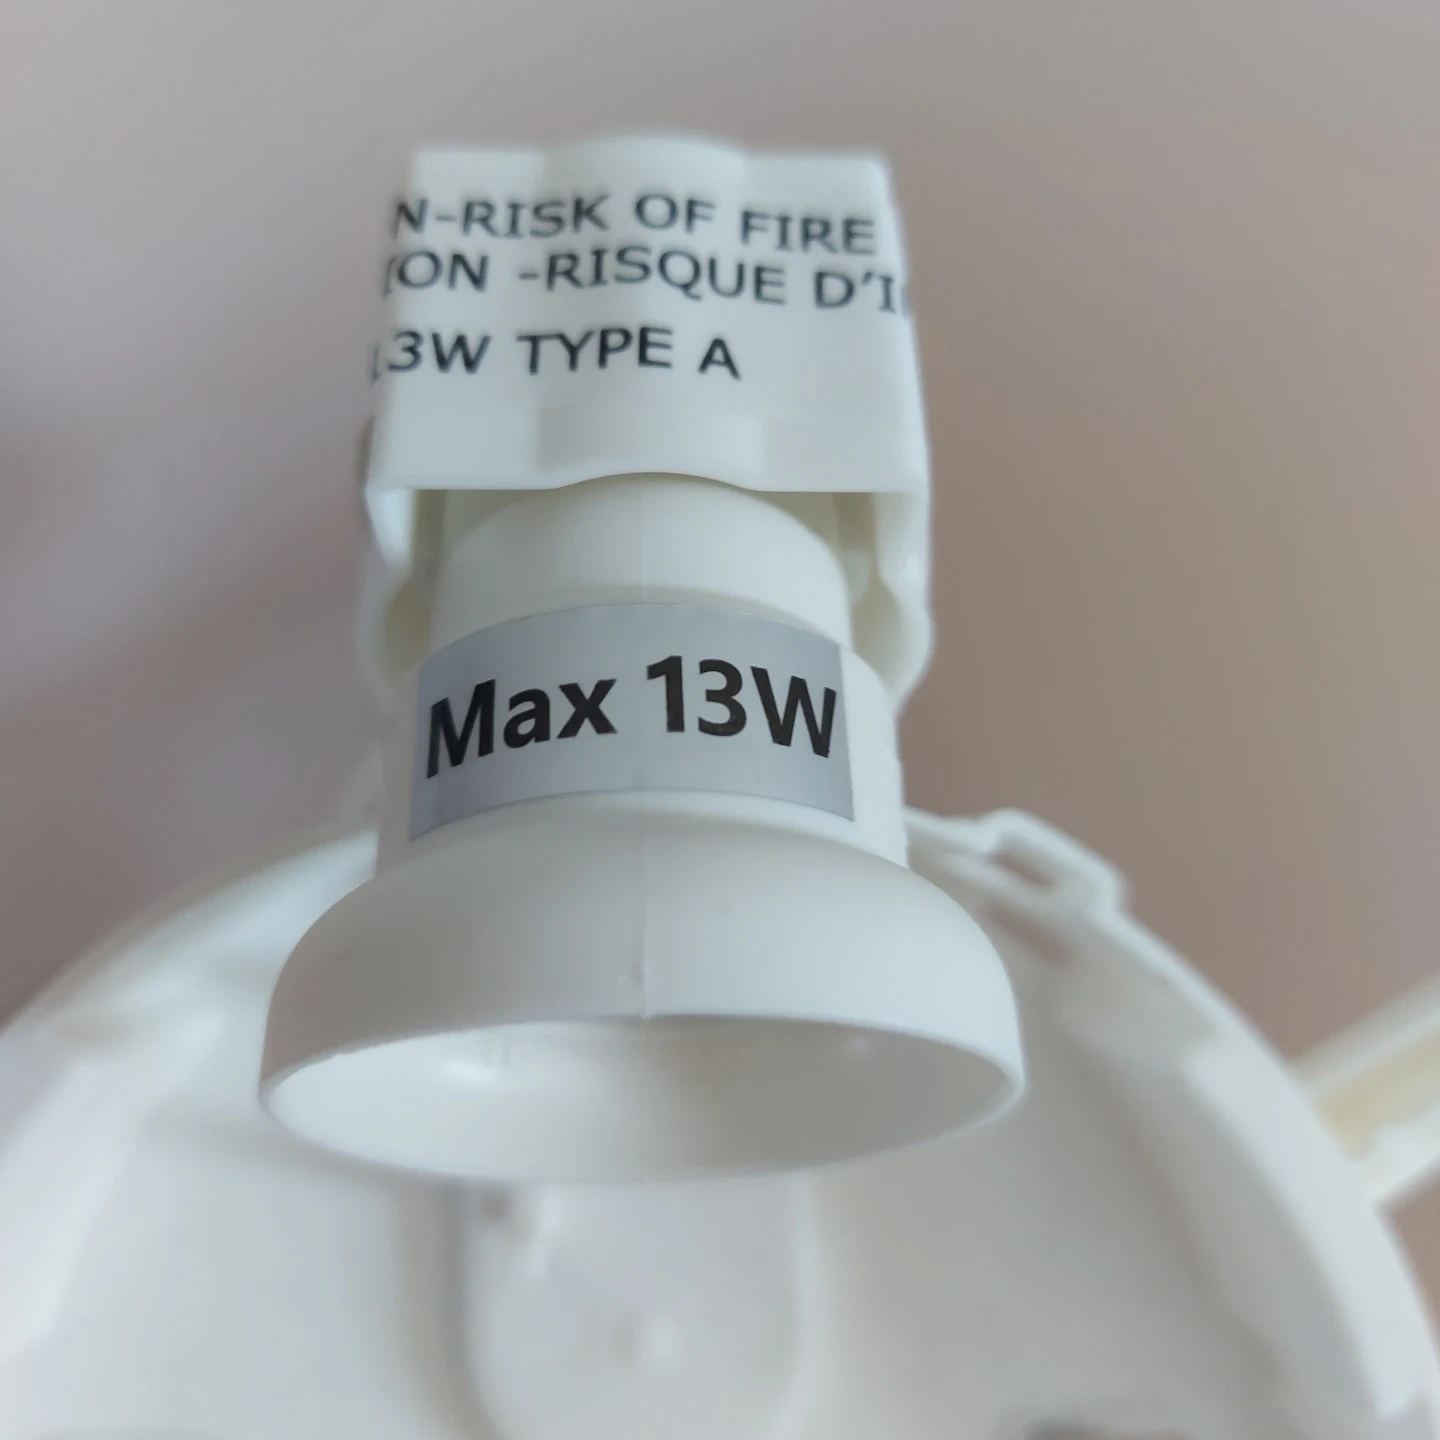 N-RISK OF FIRE
ION -RISQUE D'I
13W TYPE A
Max 13W